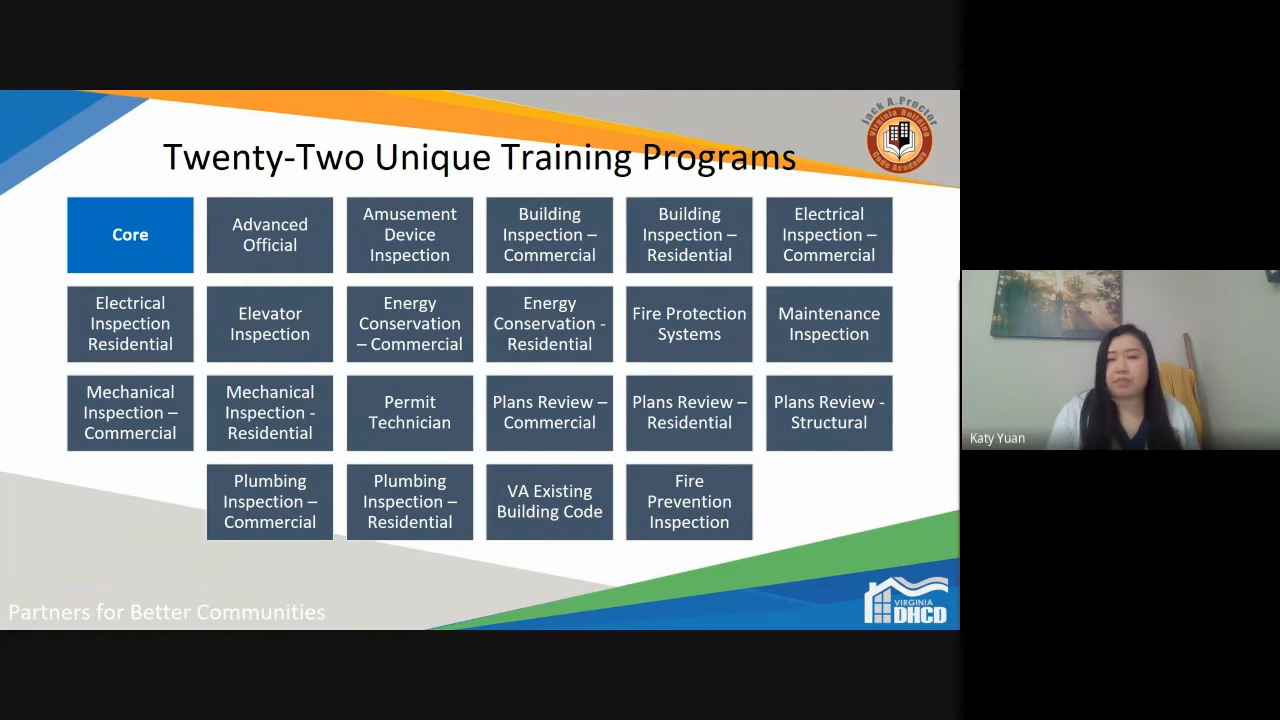 Jack A. Proctor
Virginia Building
Code Academy
Twenty-Two Unique Training Programs
Core
Advanced
Official
Amusement
Device
Inspection
Building
Inspection –
Commercial
Building
Inspection –
Residential
Electrical
Inspection –
Commercial
Electrical
Inspection
Residential
Elevator
Inspection
Energy
Conservation
– Commercial
Energy
Conservation -
Residential
Fire Protection
Systems
Maintenance
Inspection
Mechanical
Inspection –
Commercial
Mechanical
Inspection -
Residential
Permit
Technician
Plans Review –
Commercial
Plans Review –
Residential
Plans Review -
Structural
Plumbing
Inspection –
Commercial
Plumbing
Inspection –
Residential
VA Existing
Building Code
Fire
Prevention
Inspection
Partners for Better Communities
VIRGINIA
DHCD
Katy Yuan